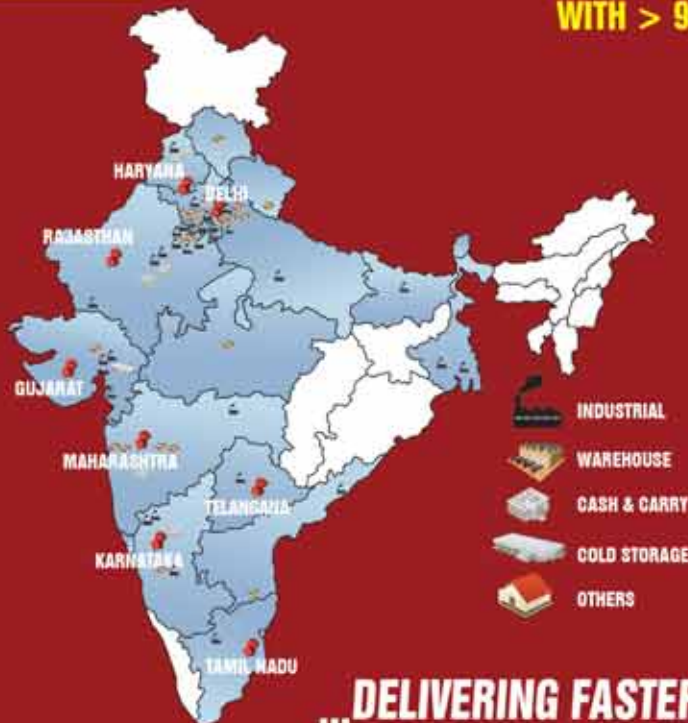 WITH > 9
HARYANA
DELHI
RAJASTHAN
GUJARAT
MAHARASHTRA
TELANGANA
KARNATAKA
TAMIL NADU
INDUSTRIAL
WAREHOUSE
CASH & CARRY
COLD STORAGE
OTHERS
...DELIVERING FASTER